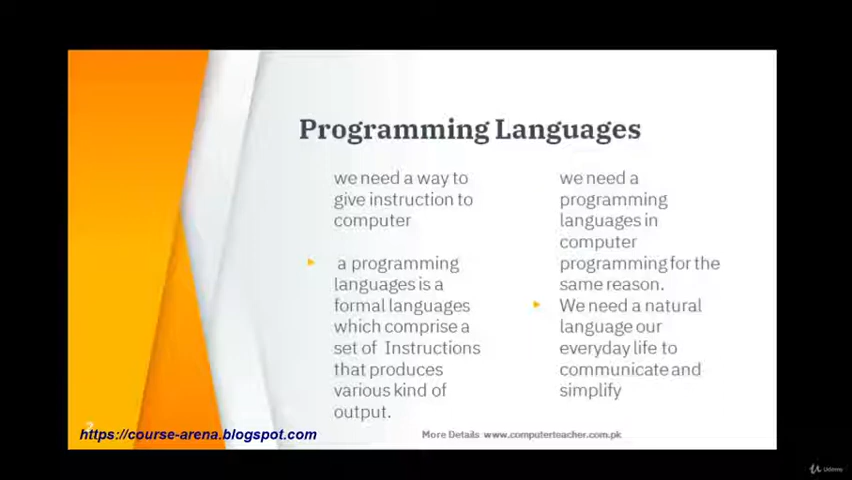 Programming Languages
we need a way to
give instruction to
computer
a programming
languages is a
formal languages
which comprise a
set of Instructions
that produces
various kind of
output.
we need a
programming
languages in
computer
programming for the
same reason.
We need a natural
language our
everyday life to
communicate and
simplify
2
https://course-arena.blogspot.com
More Details www.computerteacher.com.pk
Udemy